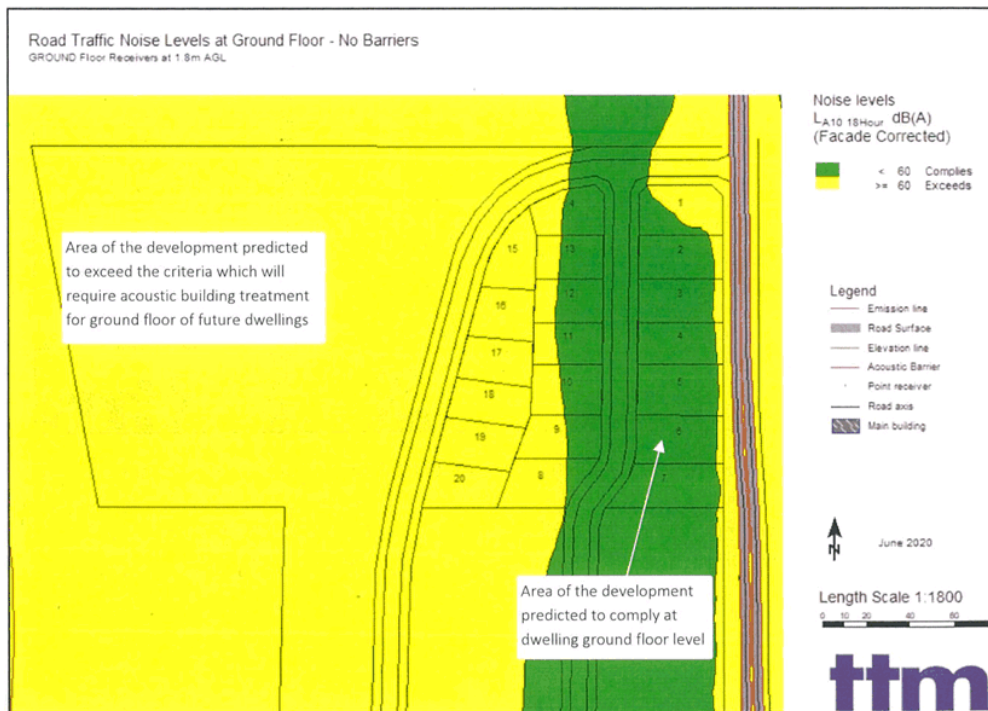 Road Traffic Noise Levels at Ground Floor - No Barriers
GROUND Floor Receivers at 1.8m AGL
Noise levels
LA10 18Hour dB(A)
(Facade Corrected)
< 60 Complies
>= 60 Exceeds
Area of the development predicted
to exceed the criteria which will
require acoustic building treatment
for ground floor of future dwellings
1
15
13
2
16
12
3
17
11
4
18
10
5
19
9
6
20
8
7
Area of the development
predicted to comply at
dwelling ground floor level
Legend
Emission line
Road Surface
Elevation line
Acoustic Barrier
Point receiver
Road axis
Main building
N
June 2020
Length Scale 1:1800
0 10 20 40 60
ttm